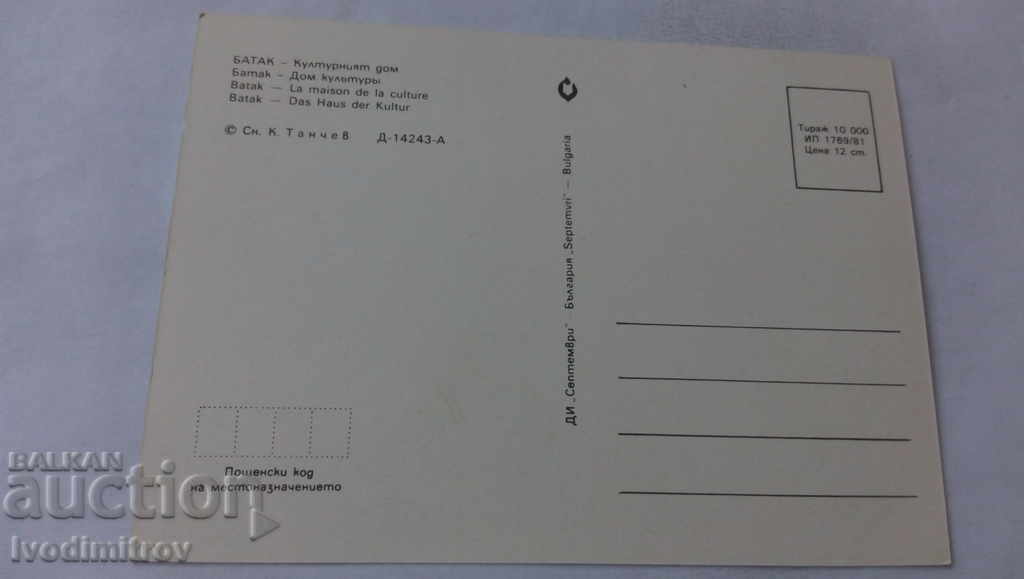 БАТАК – Културният дом
Батак – Дом культуры
Batak — La maison de la culture
Batak — Das Haus der Kultur
© Сн. К. Танчев Д-14243-А
Тираж 10 000
ИП 1769/81
Цена 12 ст.
ДИ „Септември" – България „Septemvri" — Bulgaria
Пощенски код
на местоназначението
BALKAN
auction
Ivodimitrov